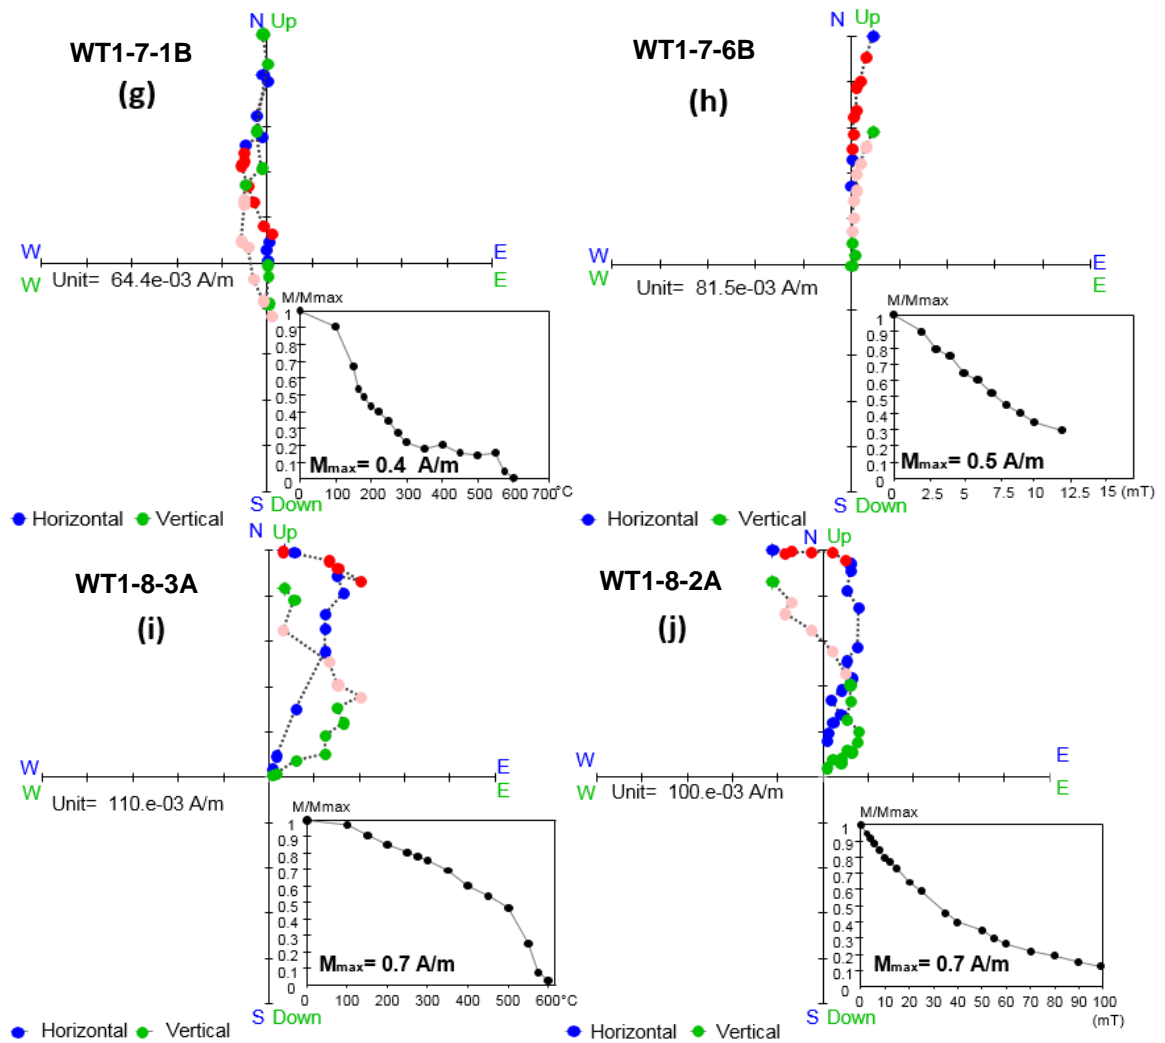 N Up
WT1-7-1B
(g)
W E
W E
Unit= 64.4e-03 A/m
M/Mmax
1
0.9
0.8
0.7
0.6
0.5
0.4
0.3
0.2
0.1
0
Mmax= 0.4 A/m
0 100 200 300 400 500 600 700°C
S Down
Horizontal Vertical
N Up
WT1-7-6B
(h)
W E
W E
Unit= 81.5e-03 A/m
M/Mmax
1
0.9
0.8
0.7
0.6
0.5
0.4
0.3
0.2
0.1
0
Mmax= 0.5 A/m
0 2.5 5 7.5 10 12.5 15 (mT)
S Down
Horizontal Vertical
N Up
WT1-8-3A
(i)
W E
W E
Unit= 110.e-03 A/m
M/Mmax
1
0.9
0.8
0.7
0.6
0.5
0.4
0.3
0.2
0.1
0
Mmax= 0.7 A/m
0 100 200 300 400 500 600°C
S Down
Horizontal Vertical
N Up
WT1-8-2A
(j)
W E
W E
Unit= 100.e-03 A/m
M/Mmax
1
0.9
0.8
0.7
0.6
0.5
0.4
0.3
0.2
0.1
0
Mmax= 0.7 A/m
0 10 20 30 40 50 60 70 80 90 100
(mT)
S Down
Horizontal Vertical